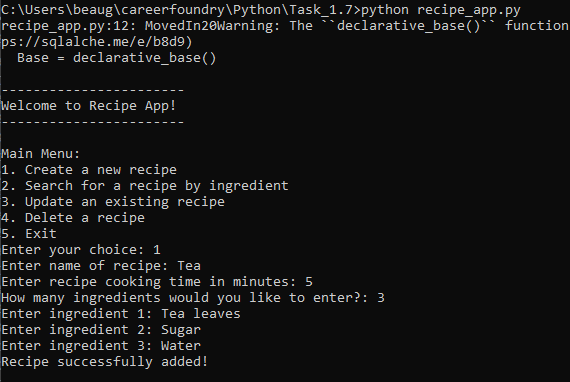 C:\Users\beaug\careerfoundry\Python\Task_1.7>python recipe_app.py
recipe_app.py:12: MovedIn20Warning: The ``declarative_base()`` function
ps://sqlalche.me/e/b8d9)
  Base = declarative_base()
-----------------------
Welcome to Recipe App!
-----------------------
Main Menu:
1. Create a new recipe
2. Search for a recipe by ingredient
3. Update an existing recipe
4. Delete a recipe
5. Exit
Enter your choice: 1
Enter name of recipe: Tea
Enter recipe cooking time in minutes: 5
How many ingredients would you like to enter?: 3
Enter ingredient 1: Tea leaves
Enter ingredient 2: Sugar
Enter ingredient 3: Water
Recipe successfully added!